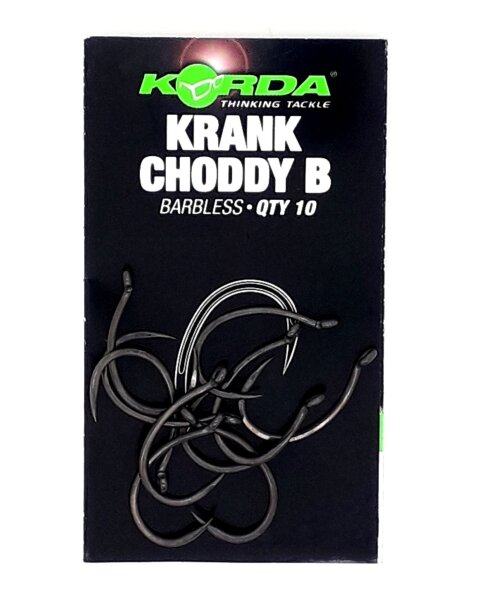 KORDA®
THINKING TACKLE
KRANK
CHODDY B
BARBLESS • QTY 10